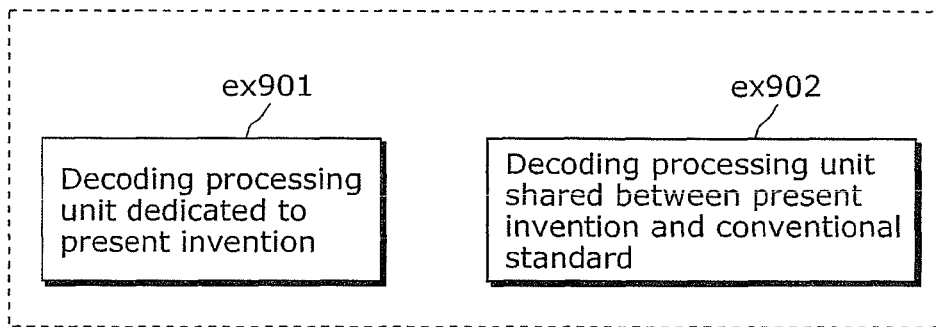 ex901
Decoding processing
unit dedicated to
present invention
ex902
Decoding processing unit
shared between present
invention and conventional
standard